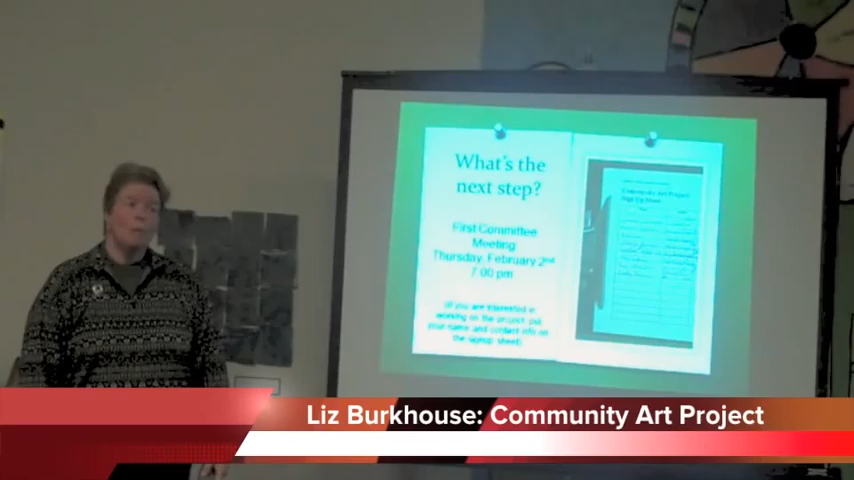 What's the
next step?
First Committee
Meeting
Thursday, February 2nd
7:00 pm
(If you are interested in
working on the project put
your name and contact info on
the signup sheet)
Community Art Project
Sign Up Sheet
Liz Burkhouse: Community Art Project